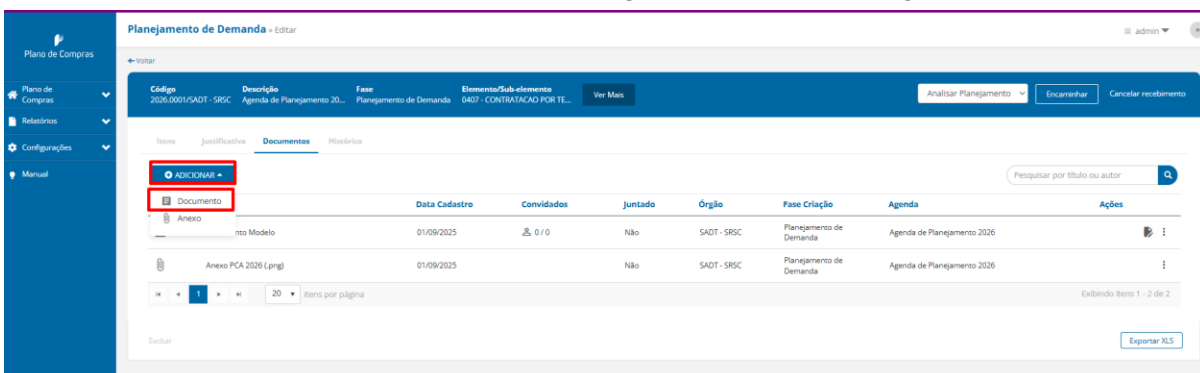 Planejamento de Demanda » Editar
admin
Plano de Compras
Voltar
Plano de
Compras
Relatórios
Configurações
Manual
Código
2026.0001/SADT - SRSC
Descrição
Agenda de Planejamento 20...
Fase
Planejamento de Demanda
Elemento/Sub-elemento
0407 - CONTRATACAO POR TE...
Ver Mais
Analisar Planejamento
Encaminhar
Cancelar recebimento
Itens Justificativa Documentos Histórico
ADICIONAR
Pesquisar por título ou autor
Documento
Anexo
Data Cadastro Convidados Juntado Órgão Fase Criação Agenda Ações
nto Modelo 01/09/2025 0 / 0 Não SADT - SRSC Planejamento de Demanda Agenda de Planejamento 2026
Anexo PCA 2026 (.png) 01/09/2025 Não SADT - SRSC Planejamento de Demanda Agenda de Planejamento 2026
1 20 itens por página
Exibindo itens 1 - 2 de 2
Excluir
Exportar XLS